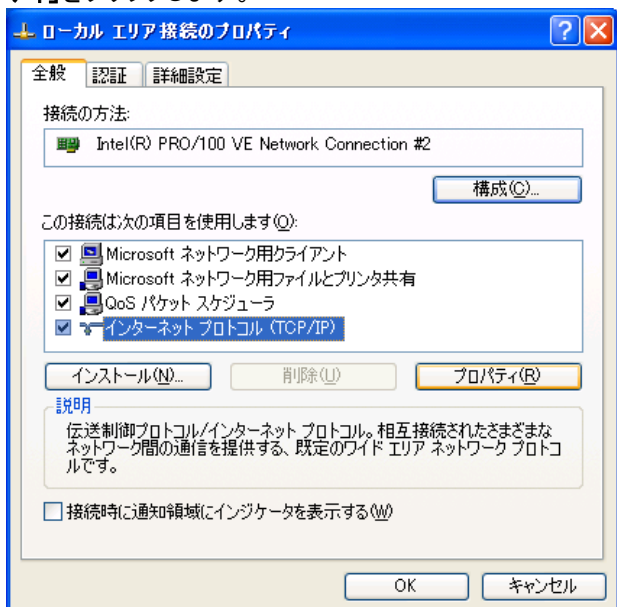 ローカル エリア接続のプロパティ
全般 認証 詳細設定
接続の方法:
Intel(R) PRO/100 VE Network Connection #2
構成(C)...
この接続は次の項目を使用します(O):
Microsoft ネットワーク用クライアント
Microsoft ネットワーク用ファイルとプリンタ共有
QoS パケット スケジューラ
インターネット プロトコル (TCP/IP)
インストール(N)... 削除(U) プロパティ(R)
説明
伝送制御プロトコル/インターネット プロトコル。相互接続されたさまざまな
ネットワーク間の通信を提供する、既定のワイド エリア ネットワーク プロトコ
ルです。
接続時に通知領域にインジケータを表示する(W)
OK キャンセル